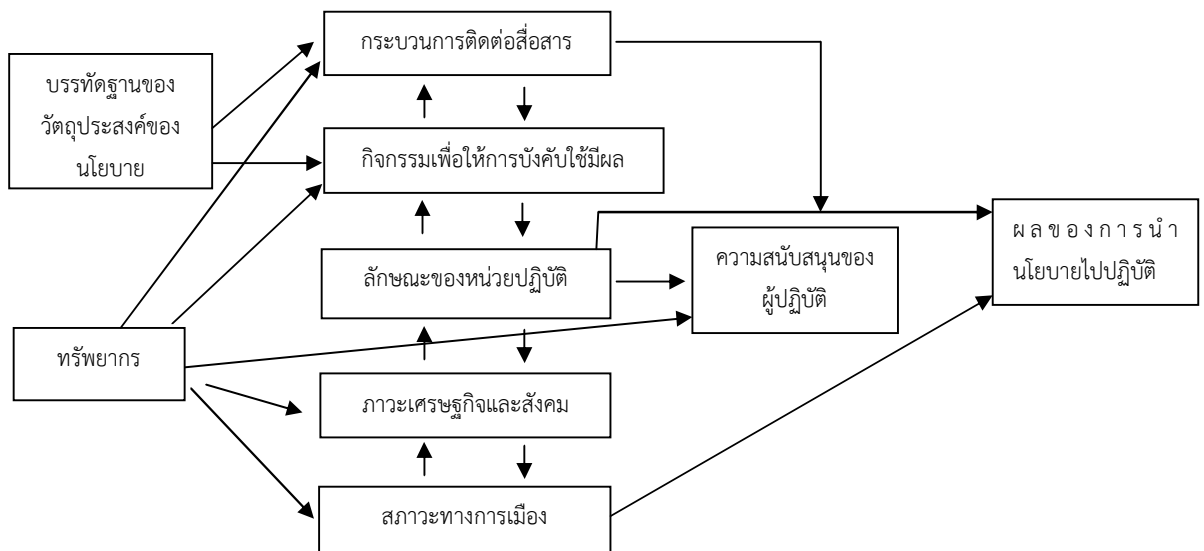 กระบวนการติดต่อสื่อสาร
บรรทัดฐานของ
วัตถุประสงค์ของ
นโยบาย
กิจกรรมเพื่อให้การบังคับใช้มีผล
ลักษณะของหน่วยปฏิบัติ
ความสนับสนุนของ
ผู้ปฏิบัติ
ผลของการนำ
นโยบายไปปฏิบัติ
ทรัพยากร
ภาวะเศรษฐกิจและสังคม
สภาวะทางการเมือง